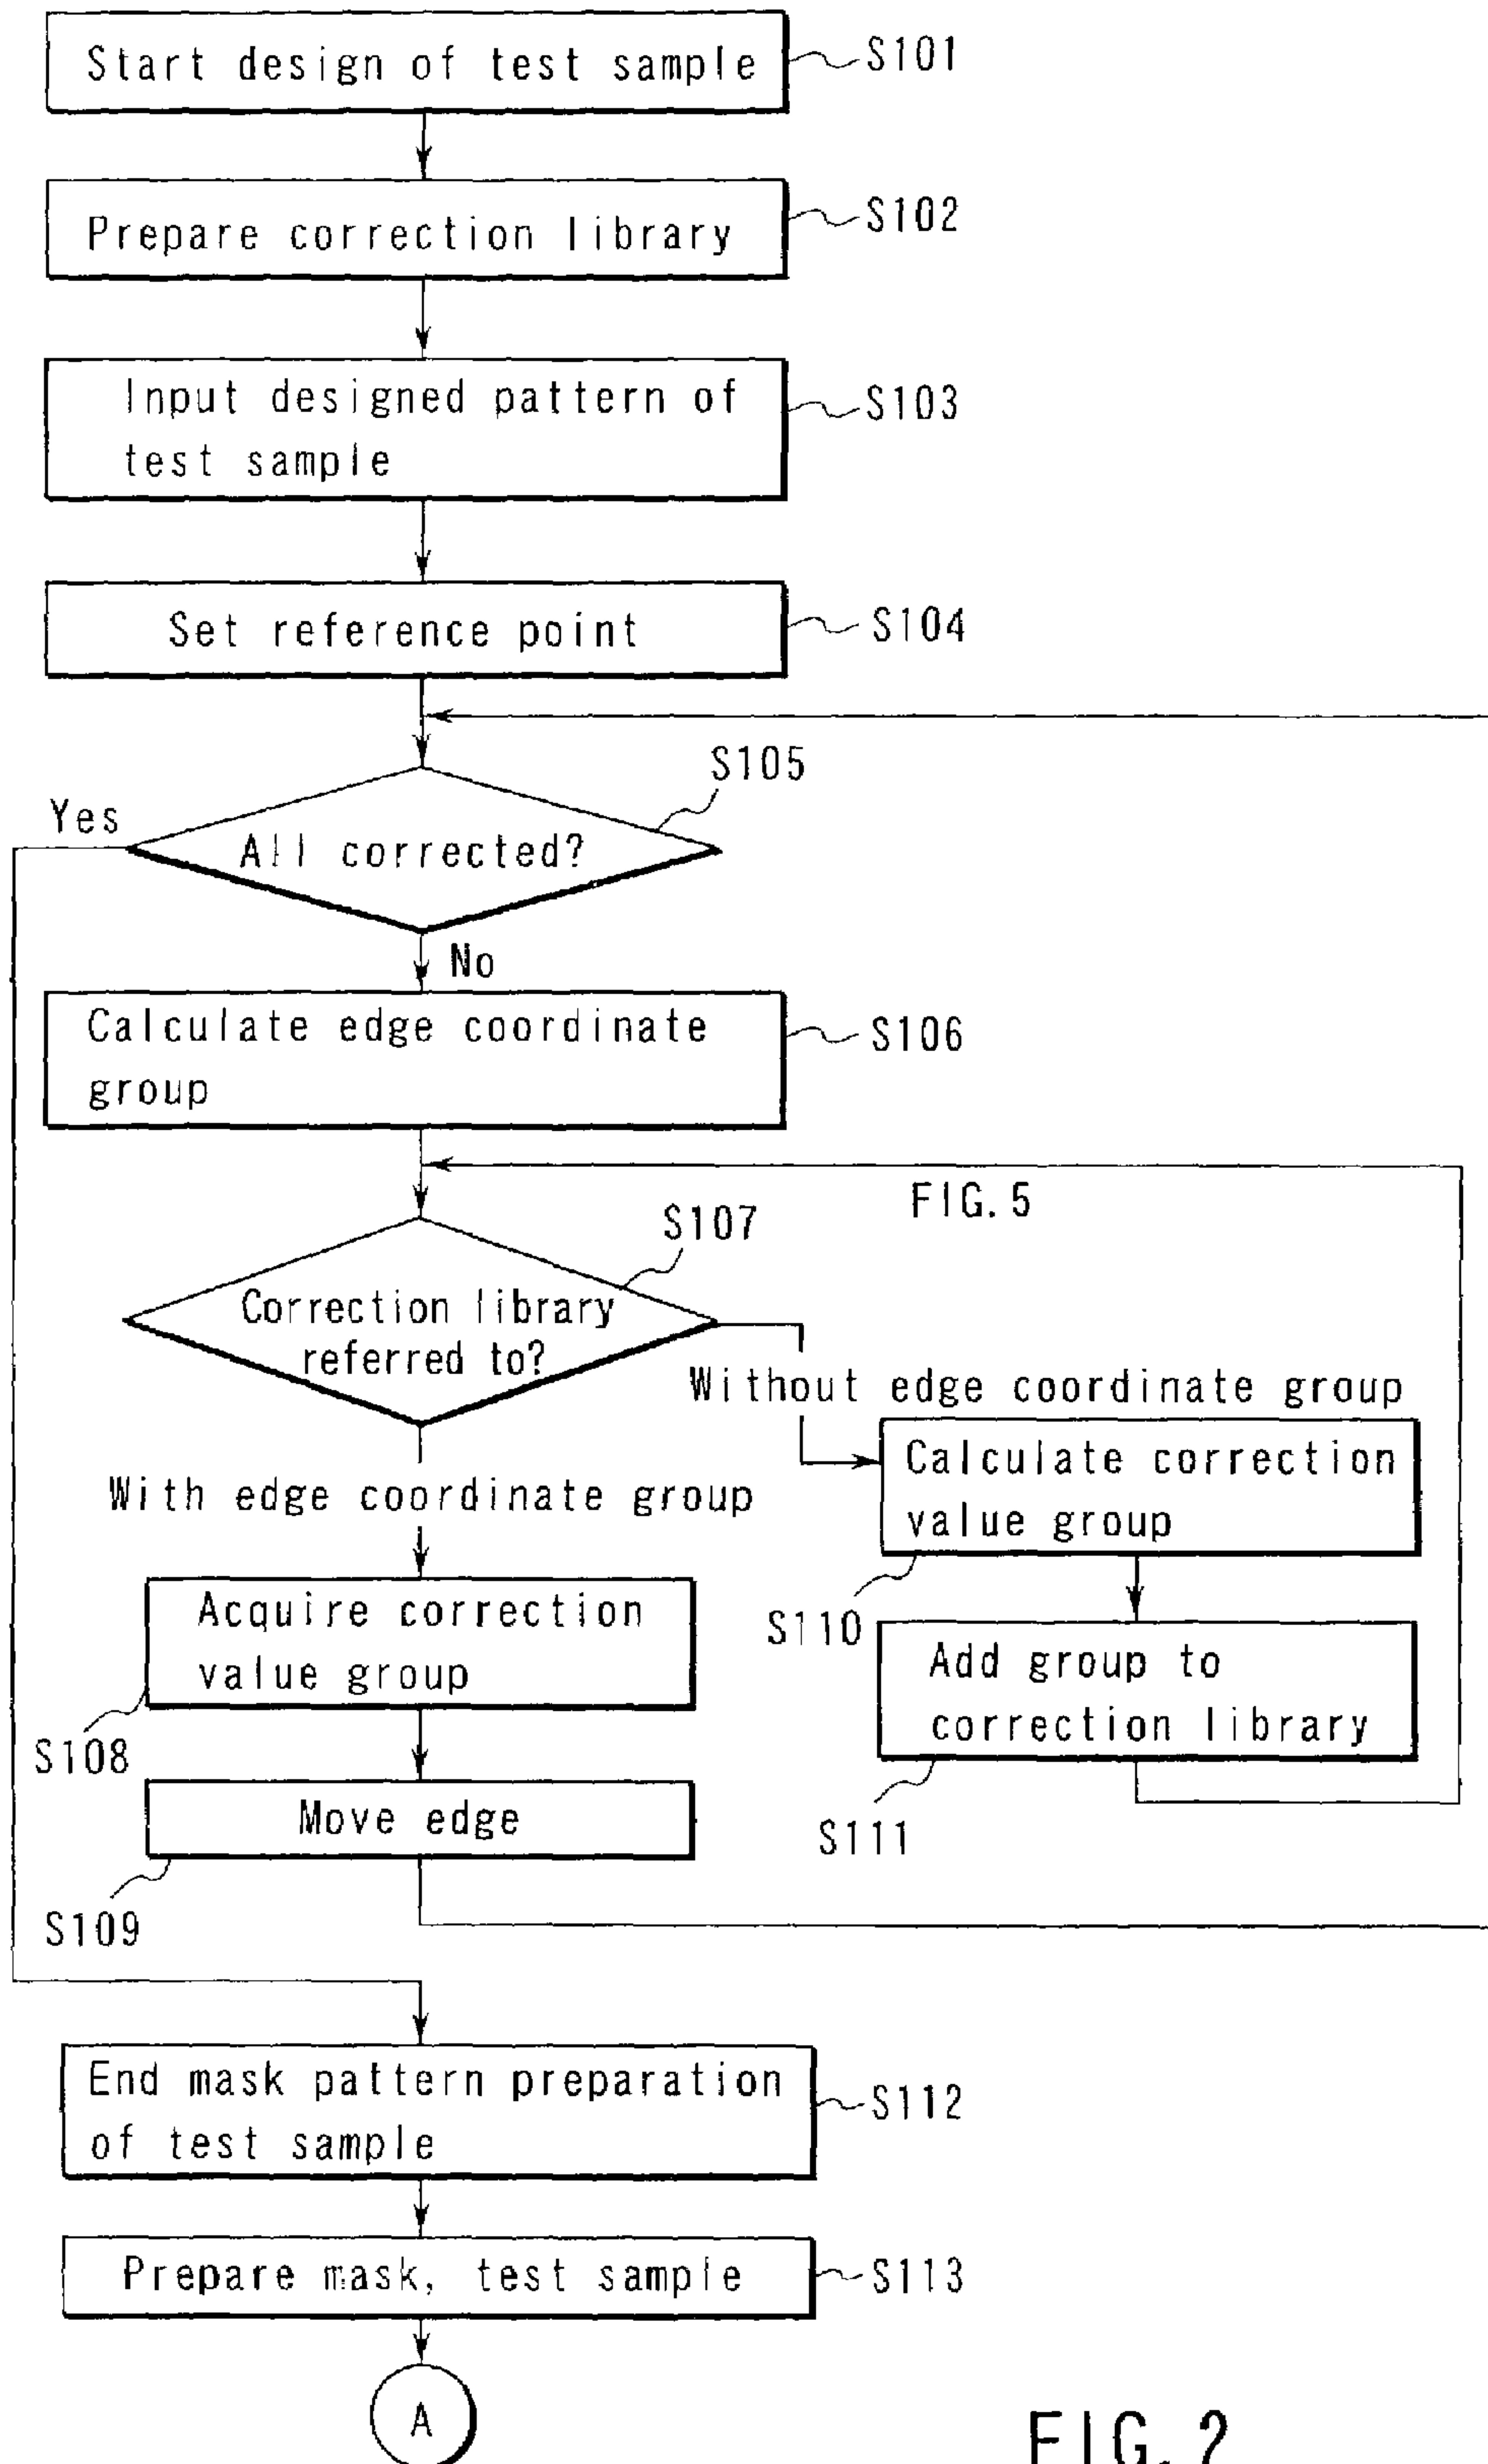 Start design of test sample
S101
Prepare correction library
S102
Input designed pattern of
test sample
S103
Set reference point
S104
S105
Yes
All corrected?
No
Calculate edge coordinate
group
S106
FIG. 5
S107
Correction library
referred to?
Without edge coordinate group
Calculate correction
value group
With edge coordinate group
Acquire correction
value group
S110
Add group to
correction library
S108
Move edge
S111
S109
End mask pattern preparation
of test sample
S112
Prepare mask, test sample
S113
A
FIG. 2